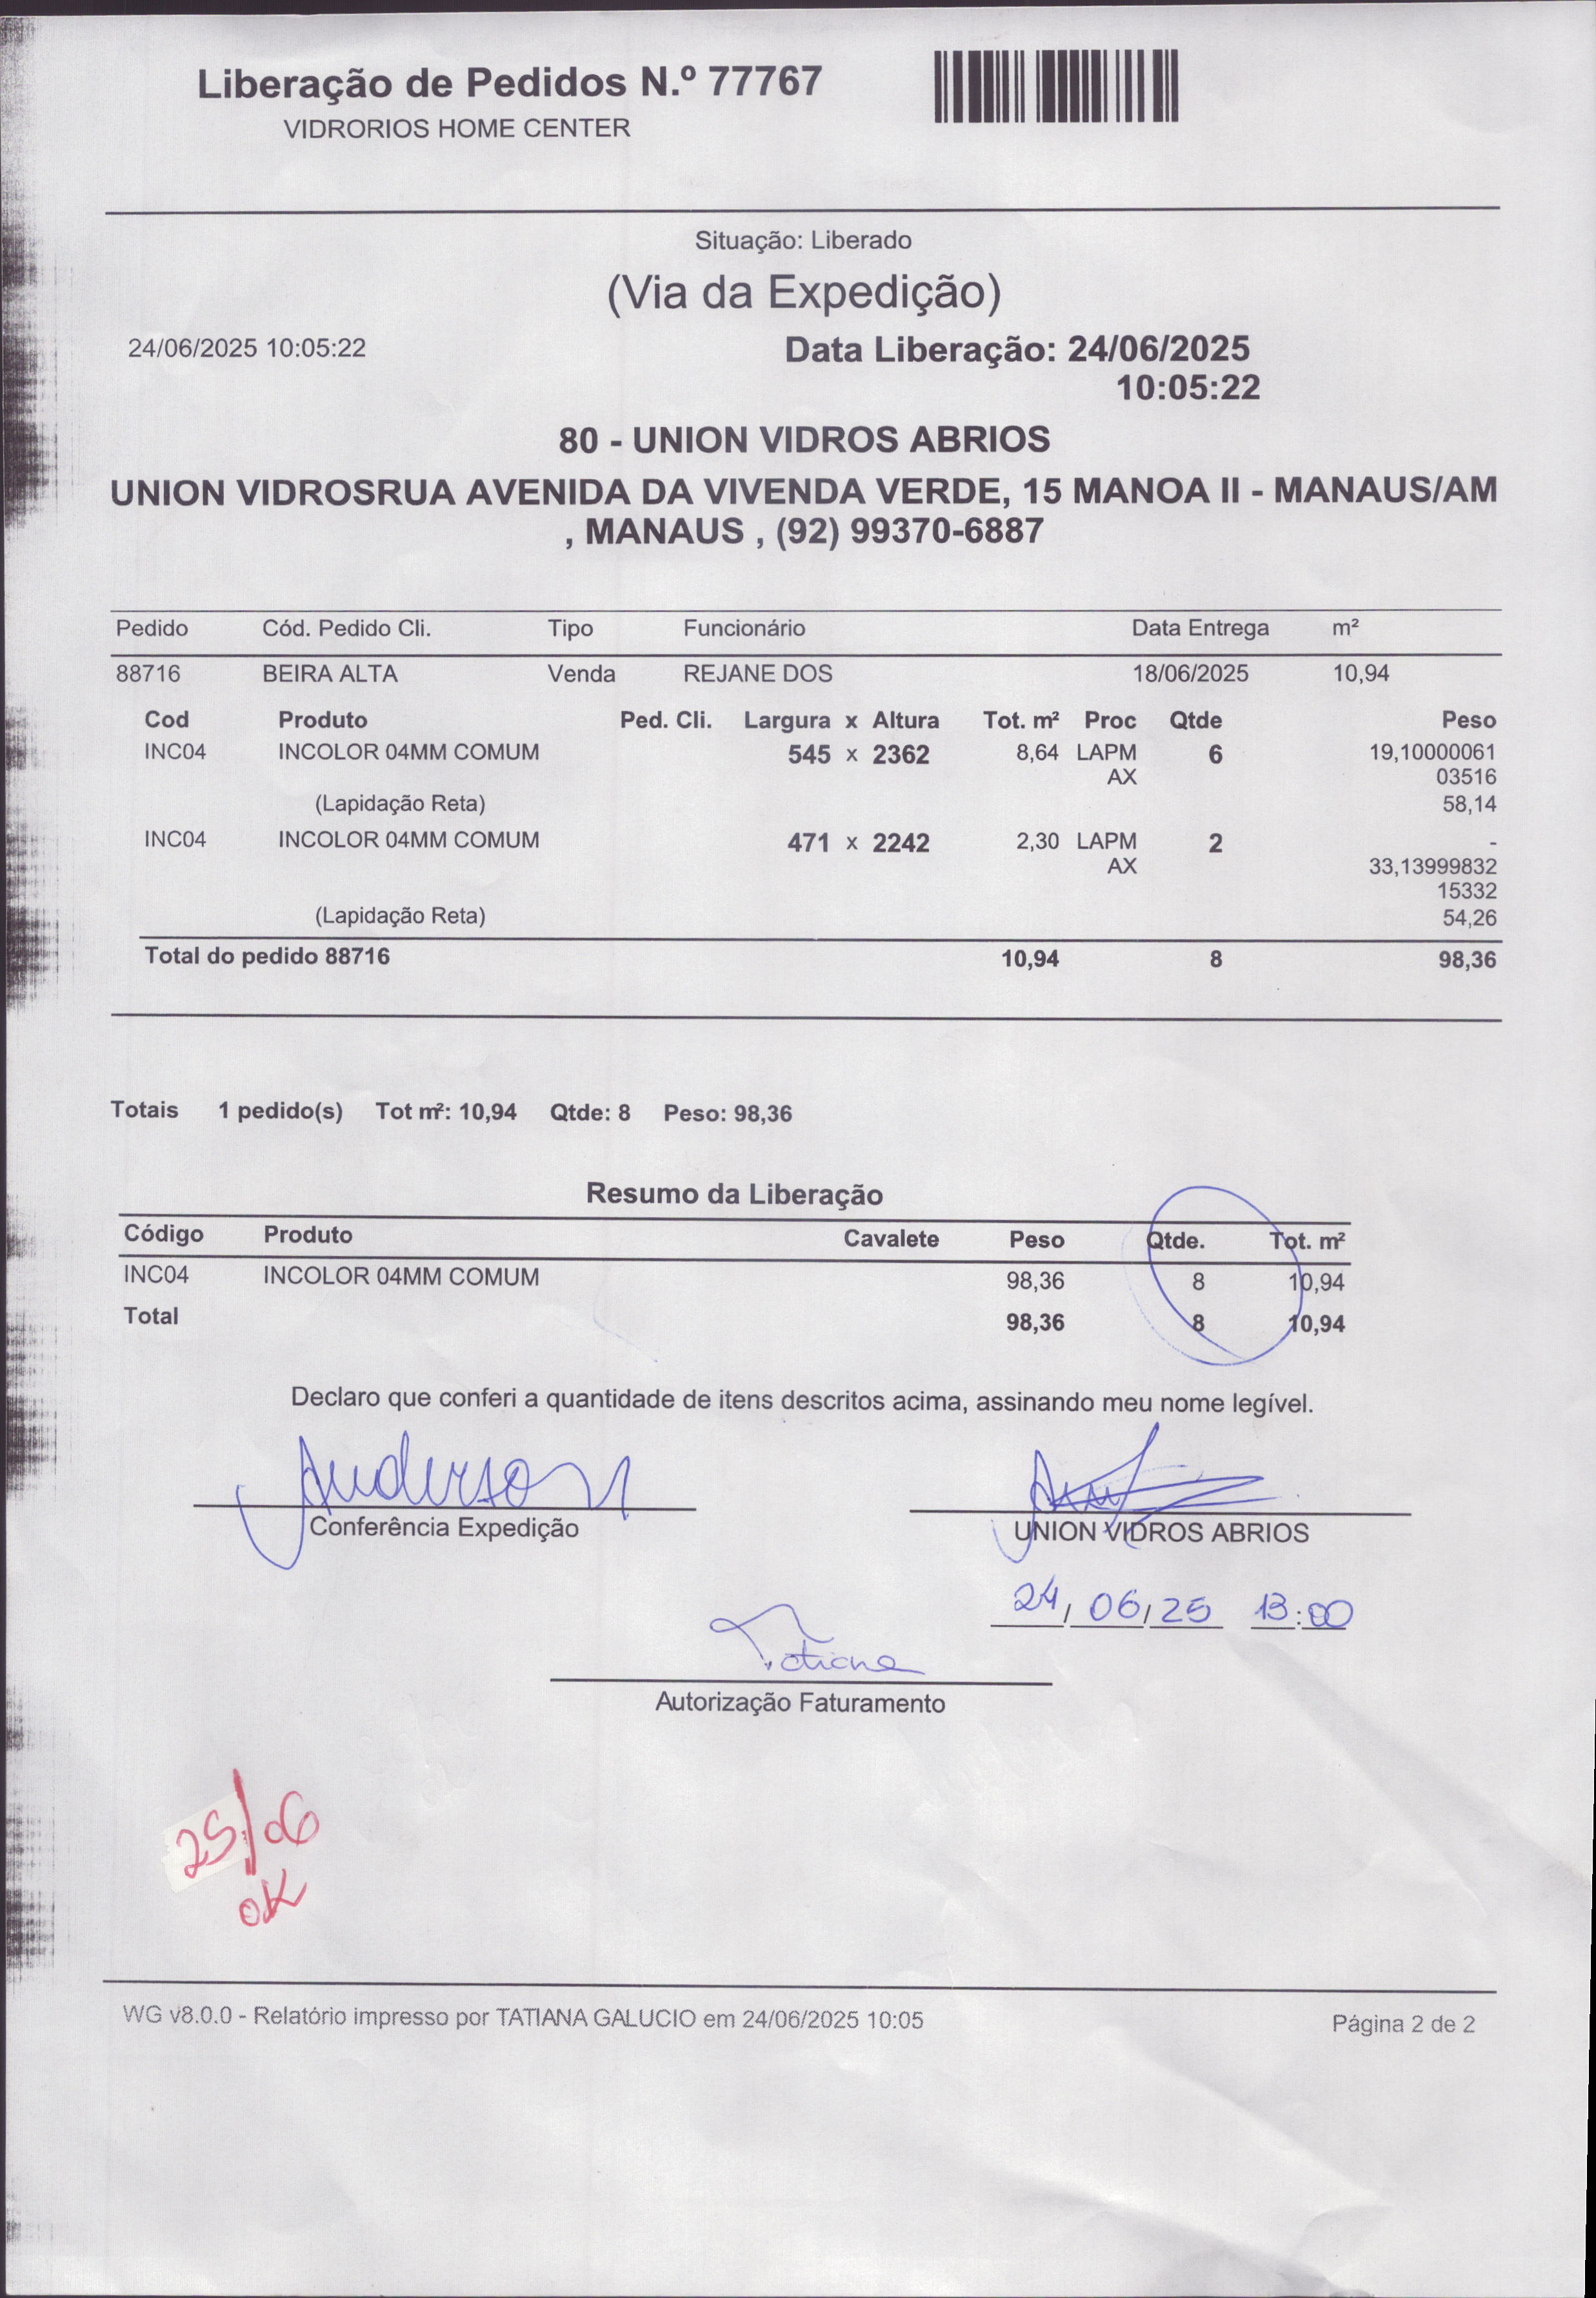 Liberação de Pedidos N.º 77767
VIDRORIOS HOME CENTER
Situação: Liberado
(Via da Expedição)
24/06/2025 10:05:22
Data Liberação: 24/06/2025
10:05:22
80 - UNION VIDROS ABRIOS
UNION VIDROSRUA AVENIDA DA VIVENDA VERDE, 15 MANOA II - MANAUS/AM
, MANAUS , (92) 99370-6887
Pedido Cód. Pedido Cli. Tipo Funcionário Data Entrega m²
88716 BEIRA ALTA Venda REJANE DOS 18/06/2025 10,94
Cod Produto Ped. Cli. Largura x Altura Tot. m² Proc Qtde Peso
INC04 INCOLOR 04MM COMUM 545 x 2362 8,64 LAPM 6 19,10000061
AX 03516
(Lapidação Reta) 58,14
INC04 INCOLOR 04MM COMUM 471 x 2242 2,30 LAPM 2 -
AX 33,13999832
15332
(Lapidação Reta) 54,26
Total do pedido 88716 10,94 8 98,36
Totais 1 pedido(s) Tot m²: 10,94 Qtde: 8 Peso: 98,36
Resumo da Liberação
Código Produto Cavalete Peso Qtde. Tot. m²
INC04 INCOLOR 04MM COMUM 98,36 8 10,94
Total 98,36 8 10,94
Declaro que conferi a quantidade de itens descritos acima, assinando meu nome legível.
Anderson
Conferência Expedição
UNION VIDROS ABRIOS
24/06/25 13:00
Tatiana
Autorização Faturamento
25/06
OK
WG v8.0.0 - Relatório impresso por TATIANA GALUCIO em 24/06/2025 10:05
Página 2 de 2